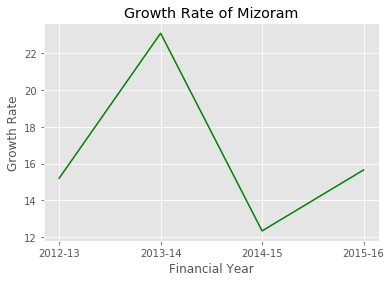 Growth Rate of Mizoram
Growth Rate
22
20
18
16
14
12
2012-13 2013-14 2014-15 2015-16
Financial Year